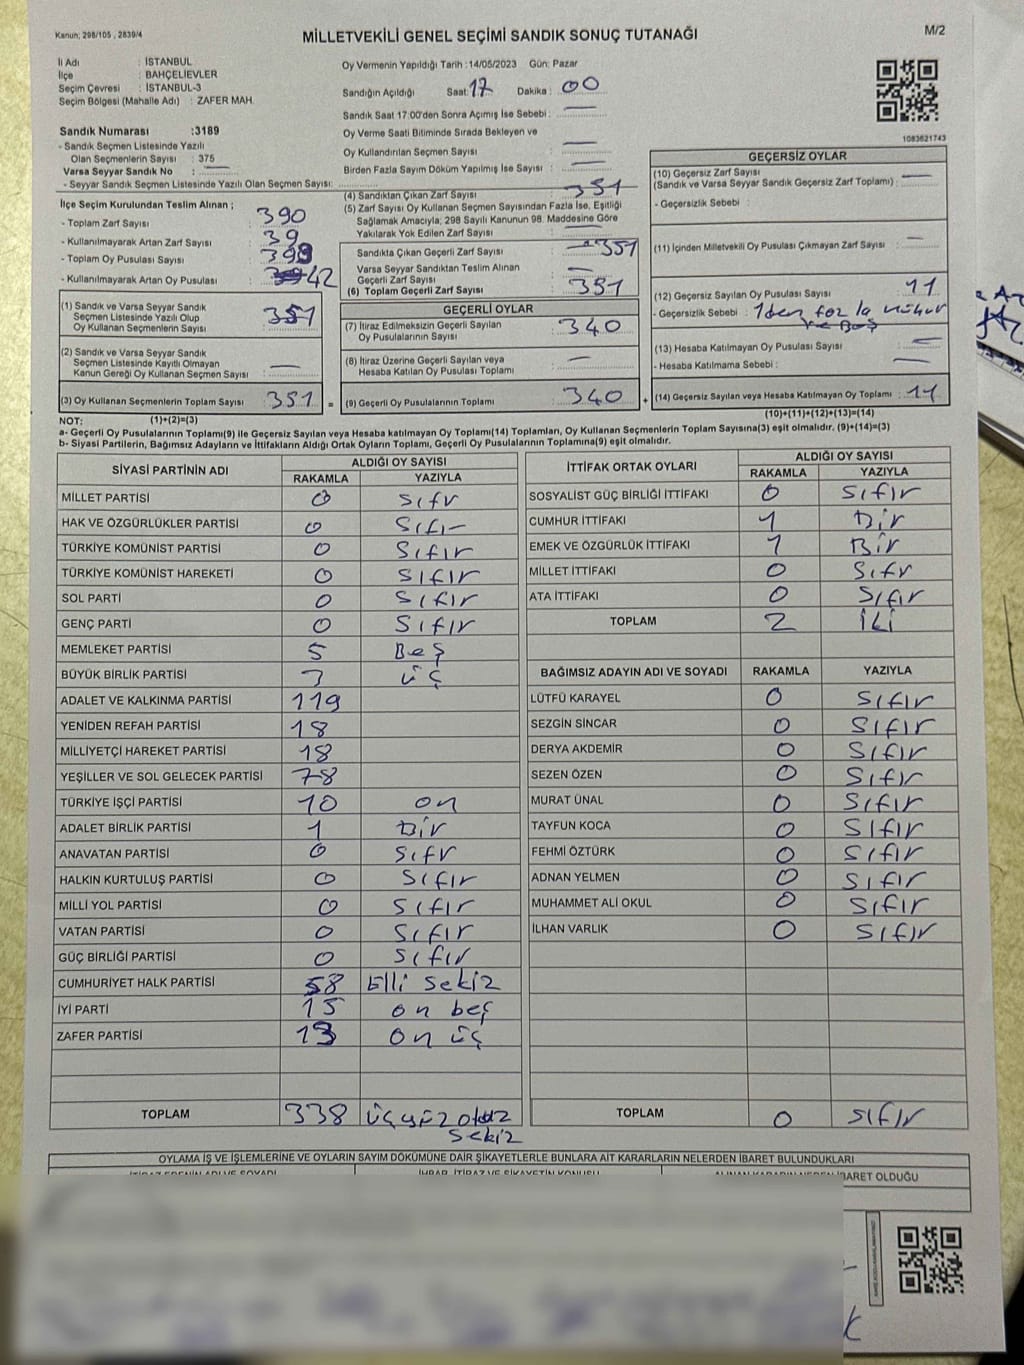 Kanun; 298/105 , 2839/4
MİLLETVEKİLİ GENEL SEÇİMİ SANDIK SONUÇ TUTANAĞI
M/2
İl Adı : İSTANBUL
İlçe : BAHÇELİEVLER
Seçim Çevresi : İSTANBUL-3
Seçim Bölgesi (Mahalle Adı) : ZAFER MAH.
Sandık Numarası :3189
- Sandık Seçmen Listesinde Yazılı
Olan Seçmenlerin Sayısı : 375
Varsa Seyyar Sandık No : —
- Seyyar Sandık Seçmen Listesinde Yazılı Olan Seçmen Sayısı:
Oy Vermenin Yapıldığı Tarih :14/05/2023 Gün: Pazar
Sandığın Açıldığı Saat: 17 Dakika : 00
Sandık Saat 17:00'den Sonra Açımış İse Sebebi : —
Oy Verme Saati Bitiminde Sırada Bekleyen ve
Oy Kullandırılan Seçmen Sayısı : —
Birden Fazla Sayım Döküm Yapılmış İse Sayısı : —
1083621743
İlçe Seçim Kurulundan Teslim Alınan ;
- Toplam Zarf Sayısı : 390
- Kullanılmayarak Artan Zarf Sayısı : 39
- Toplam Oy Pusulası Sayısı : 393
- Kullanılmayarak Artan Oy Pusulası : 42
(1) Sandık ve Varsa Seyyar Sandık
Seçmen Listesinde Yazılı Olup
Oy Kullanan Seçmenlerin Sayısı : 351
(2) Sandık ve Varsa Seyyar Sandık
Seçmen Listesinde Kayıtlı Olmayan
Kanun Gereği Oy Kullanan Seçmen Sayısı : —
(3) Oy Kullanan Seçmenlerin Toplam Sayısı : 351 =
(4) Sandıktan Çıkan Zarf Sayısı : 351
(5) Zarf Sayısı Oy Kullanan Seçmen Sayısından Fazla İse, Eşitliği
Sağlamak Amacıyla; 298 Sayılı Kanunun 98. Maddesine Göre
Yakılarak Yok Edilen Zarf Sayısı : —
Sandıkta Çıkan Geçerli Zarf Sayısı : 351
Varsa Seyyar Sandıktan Teslim Alınan
Geçerli Zarf Sayısı : —
(6) Toplam Geçerli Zarf Sayısı : 351
GEÇERLİ OYLAR
(7) İtiraz Edilmeksizin Geçerli Sayılan
Oy Pusulalarının Sayısı : 340
(8) İtiraz Üzerine Geçerli Sayılan veya
Hesaba Katılan Oy Pusulası Toplamı : —
(9) Geçerli Oy Pusulalarının Toplamı : 340 +
GEÇERSİZ OYLAR
(10) Geçersiz Zarf Sayısı
(Sandık ve Varsa Seyyar Sandık Geçersiz Zarf Toplamı) : —
- Geçersizlik Sebebi :
(11) İçinden Milletvekili Oy Pusulası Çıkmayan Zarf Sayısı : —
(12) Geçersiz Sayılan Oy Pusulası Sayısı : 11
- Geçersizlik Sebebi : 1den fazla mühür
ve Boş
(13) Hesaba Katılmayan Oy Pusulası Sayısı : —
- Hesaba Katılmama Sebebi : —
(14) Geçersiz Sayılan veya Hesaba Katılmayan Oy Toplamı : 11
NOT: (1)+(2)=(3) (10)+(11)+(12)+(13)=(14)
a- Geçerli Oy Pusulalarının Toplamı(9) ile Geçersiz Sayılan veya Hesaba katılmayan Oy Toplamı(14) Toplamları, Oy Kullanan Seçmenlerin Toplam Sayısına(3) eşit olmalıdır. (9)+(14)=(3)
b- Siyasi Partilerin, Bağımsız Adayların ve İttifakların Aldığı Ortak Oyların Toplamı, Geçerli Oy Pusulalarının Toplamına(9) eşit olmalıdır.
SİYASİ PARTİNİN ADI ALDIĞI OY SAYISI
RAKAMLA YAZIYLA
MİLLET PARTİSİ 0 sıfır
HAK VE ÖZGÜRLÜKLER PARTİSİ 0 Sıfır
TÜRKİYE KOMÜNİST PARTİSİ 0 Sıfır
TÜRKİYE KOMÜNİST HAREKETİ 0 SIFIR
SOL PARTİ 0 SIFIR
GENÇ PARTİ 0 SIFIR
MEMLEKET PARTİSİ 5 Beş
BÜYÜK BİRLİK PARTİSİ 3 üç
ADALET VE KALKINMA PARTİSİ 119
YENİDEN REFAH PARTİSİ 18
MİLLİYETÇİ HAREKET PARTİSİ 18
YEŞİLLER VE SOL GELECEK PARTİSİ 78
TÜRKİYE İŞÇİ PARTİSİ 10 on
ADALET BİRLİK PARTİSİ 1 Bir
ANAVATAN PARTİSİ 0 sıfır
HALKIN KURTULUŞ PARTİSİ 0 Sıfır
MİLLİ YOL PARTİSİ 0 Sıfır
VATAN PARTİSİ 0 Sıfır
GÜÇ BİRLİĞİ PARTİSİ 0 sıfır
CUMHURİYET HALK PARTİSİ 58 Elli sekiz
İYİ PARTİ 15 on beş
ZAFER PARTİSİ 13 on üç
TOPLAM 338 üçyüz otuz
sekiz
İTTİFAK ORTAK OYLARI ALDIĞI OY SAYISI
RAKAMLA YAZIYLA
SOSYALİST GÜÇ BİRLİĞİ İTTİFAKI 0 sıfır
CUMHUR İTTİFAKI 1 Bir
EMEK VE ÖZGÜRLÜK İTTİFAKI 1 Bir
MİLLET İTTİFAKI 0 Sıfır
ATA İTTİFAKI 0 Sıfır
TOPLAM 2 İki
BAĞIMSIZ ADAYIN ADI VE SOYADI RAKAMLA YAZIYLA
LÜTFÜ KARAYEL 0 SIFIR
SEZGİN SİNCAR 0 SIFIR
DERYA AKDEMİR 0 SIFIR
SEZEN ÖZEN 0 SIFIR
MURAT ÜNAL 0 SIFIR
TAYFUN KOCA 0 SIFIR
FEHMİ ÖZTÜRK 0 SIFIR
ADNAN YELMEN 0 SIFIR
MUHAMMET ALİ OKUL 0 SIFIR
İLHAN VARLIK 0 SIFIR
TOPLAM 0 SIFIR
OYLAMA İŞ VE İŞLEMLERİNE VE OYLARIN SAYIM DÖKÜMÜNE DAİR ŞİKAYETLERLE BUNLARA AİT KARARLARIN NELERDEN İBARET BULUNDUKLARI